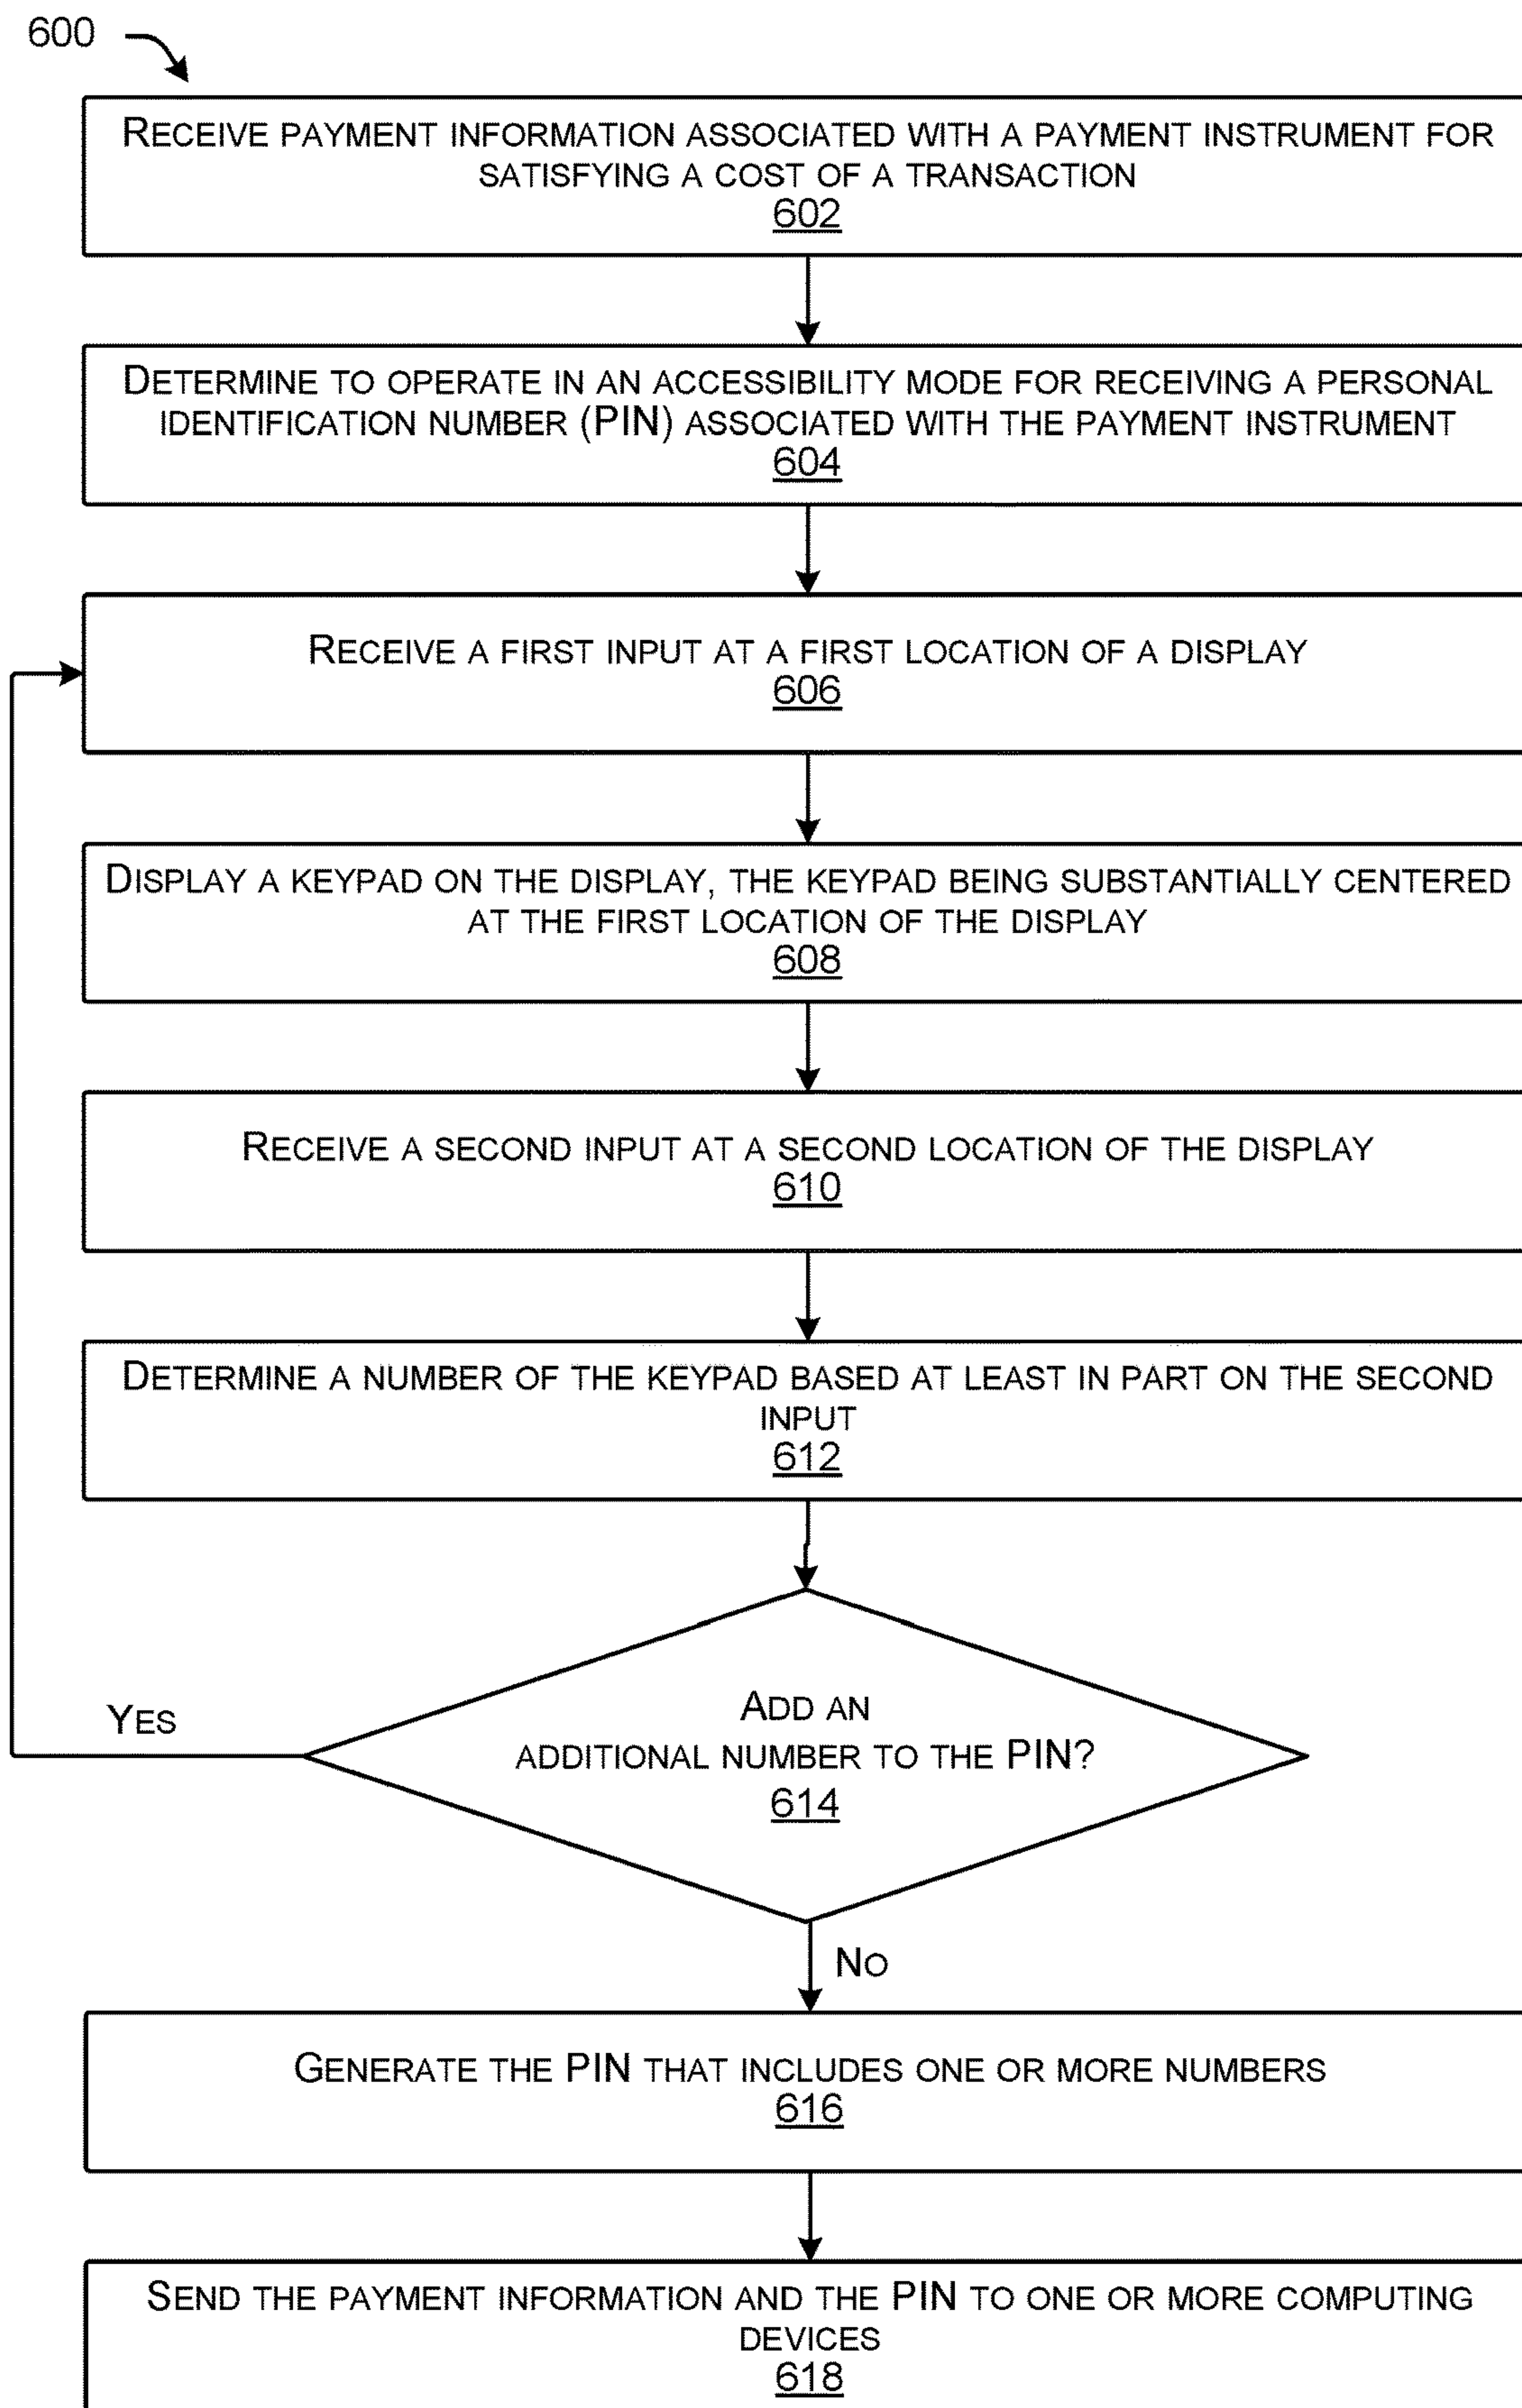 600
RECEIVE PAYMENT INFORMATION ASSOCIATED WITH A PAYMENT INSTRUMENT FOR
SATISFYING A COST OF A TRANSACTION
602
DETERMINE TO OPERATE IN AN ACCESSIBILITY MODE FOR RECEIVING A PERSONAL
IDENTIFICATION NUMBER (PIN) ASSOCIATED WITH THE PAYMENT INSTRUMENT
604
RECEIVE A FIRST INPUT AT A FIRST LOCATION OF A DISPLAY
606
DISPLAY A KEYPAD ON THE DISPLAY, THE KEYPAD BEING SUBSTANTIALLY CENTERED
AT THE FIRST LOCATION OF THE DISPLAY
608
RECEIVE A SECOND INPUT AT A SECOND LOCATION OF THE DISPLAY
610
DETERMINE A NUMBER OF THE KEYPAD BASED AT LEAST IN PART ON THE SECOND
INPUT
612
ADD AN
ADDITIONAL NUMBER TO THE PIN?
614
YES
NO
GENERATE THE PIN THAT INCLUDES ONE OR MORE NUMBERS
616
SEND THE PAYMENT INFORMATION AND THE PIN TO ONE OR MORE COMPUTING
DEVICES
618